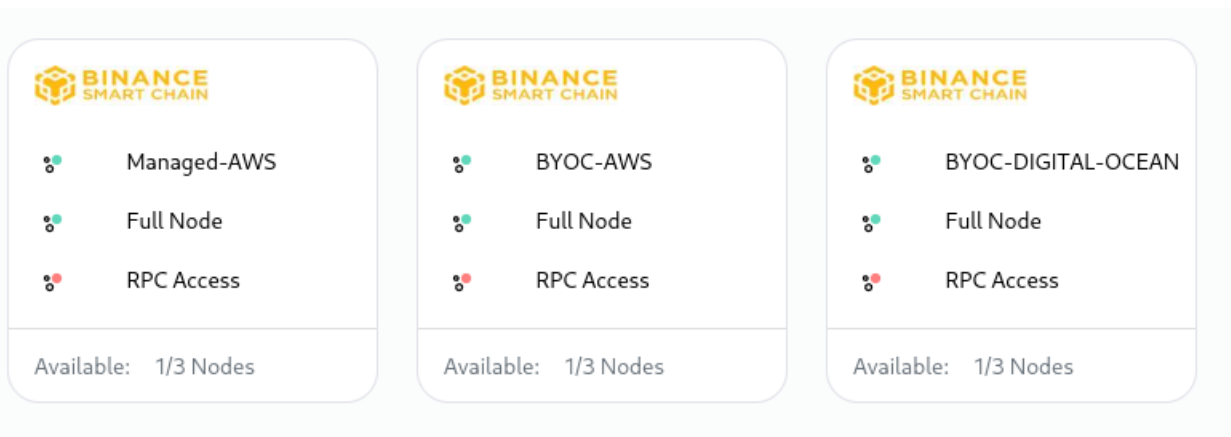 BINANCE
SMART CHAIN
Managed-AWS
Full Node
RPC Access
Available: 1/3 Nodes
BINANCE
SMART CHAIN
BYOC-AWS
Full Node
RPC Access
Available: 1/3 Nodes
BINANCE
SMART CHAIN
BYOC-DIGITAL-OCEAN
Full Node
RPC Access
Available: 1/3 Nodes